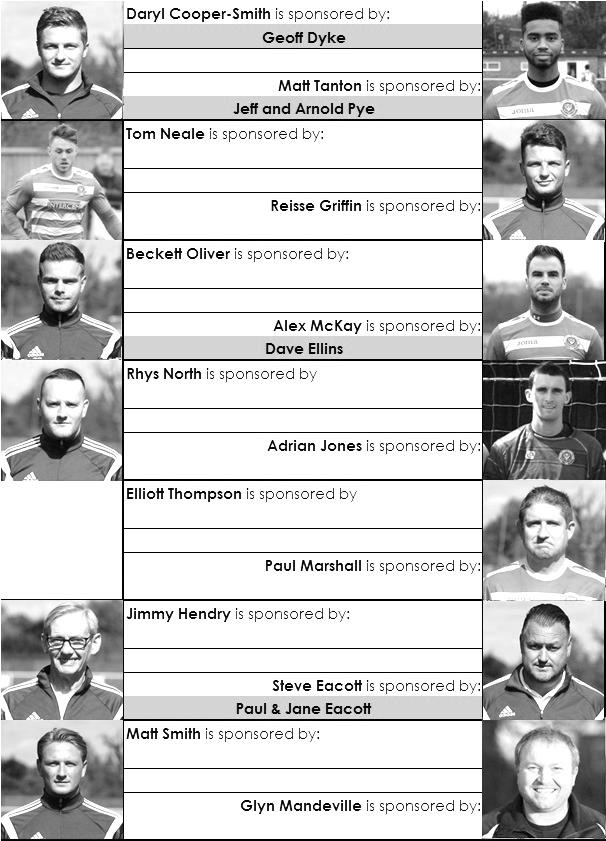 Daryl Cooper-Smith is sponsored by:
Geoff Dyke
Matt Tanton is sponsored by:
Jeff and Arnold Pye
Tom Neale is sponsored by:
Reisse Griffin is sponsored by:
Beckett Oliver is sponsored by:
Alex McKay is sponsored by:
Dave Ellins
Rhys North is sponsored by
Adrian Jones is sponsored by:
Elliott Thompson is sponsored by
Paul Marshall is sponsored by:
Jimmy Hendry is sponsored by:
Steve Eacott is sponsored by:
Paul & Jane Eacott
Matt Smith is sponsored by:
Glyn Mandeville is sponsored by: